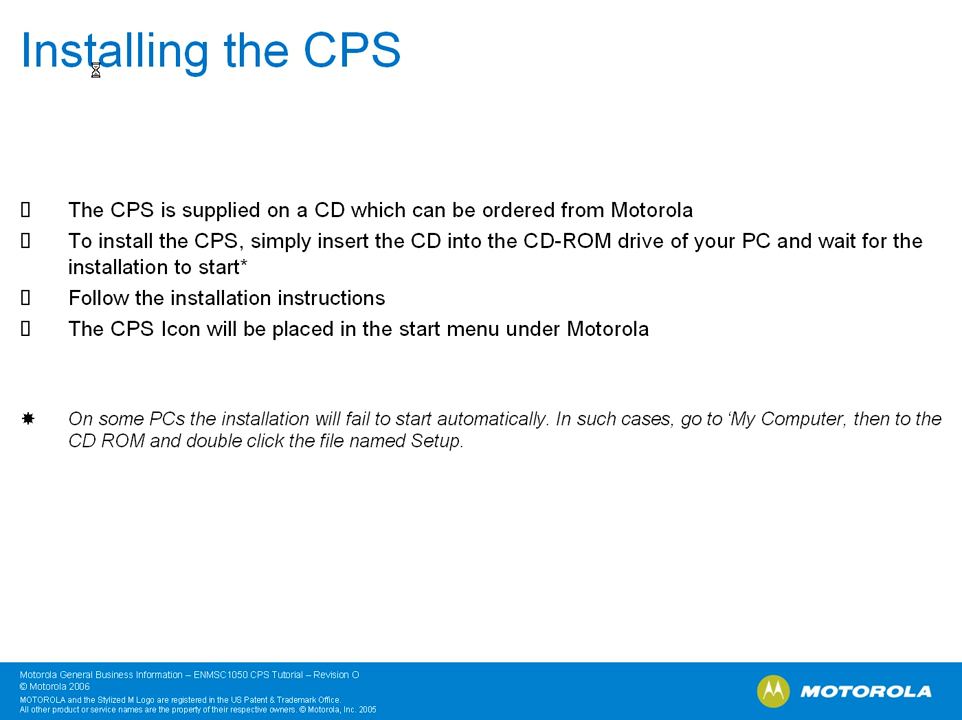 Installing the CPS
The CPS is supplied on a CD which can be ordered from Motorola
To install the CPS, simply insert the CD into the CD-ROM drive of your PC and wait for the
installation to start*
Follow the installation instructions
The CPS Icon will be placed in the start menu under Motorola
✸ On some PCs the installation will fail to start automatically. In such cases, go to ‘My Computer, then to the
CD ROM and double click the file named Setup.
Motorola General Business Information – ENMSC1050 CPS Tutorial – Revision O
© Motorola 2006
MOTOROLA and the Stylized M Logo are registered in the US Patent & Trademark Office.
All other product or service names are the property of their respective owners. © Motorola, Inc. 2005
MOTOROLA